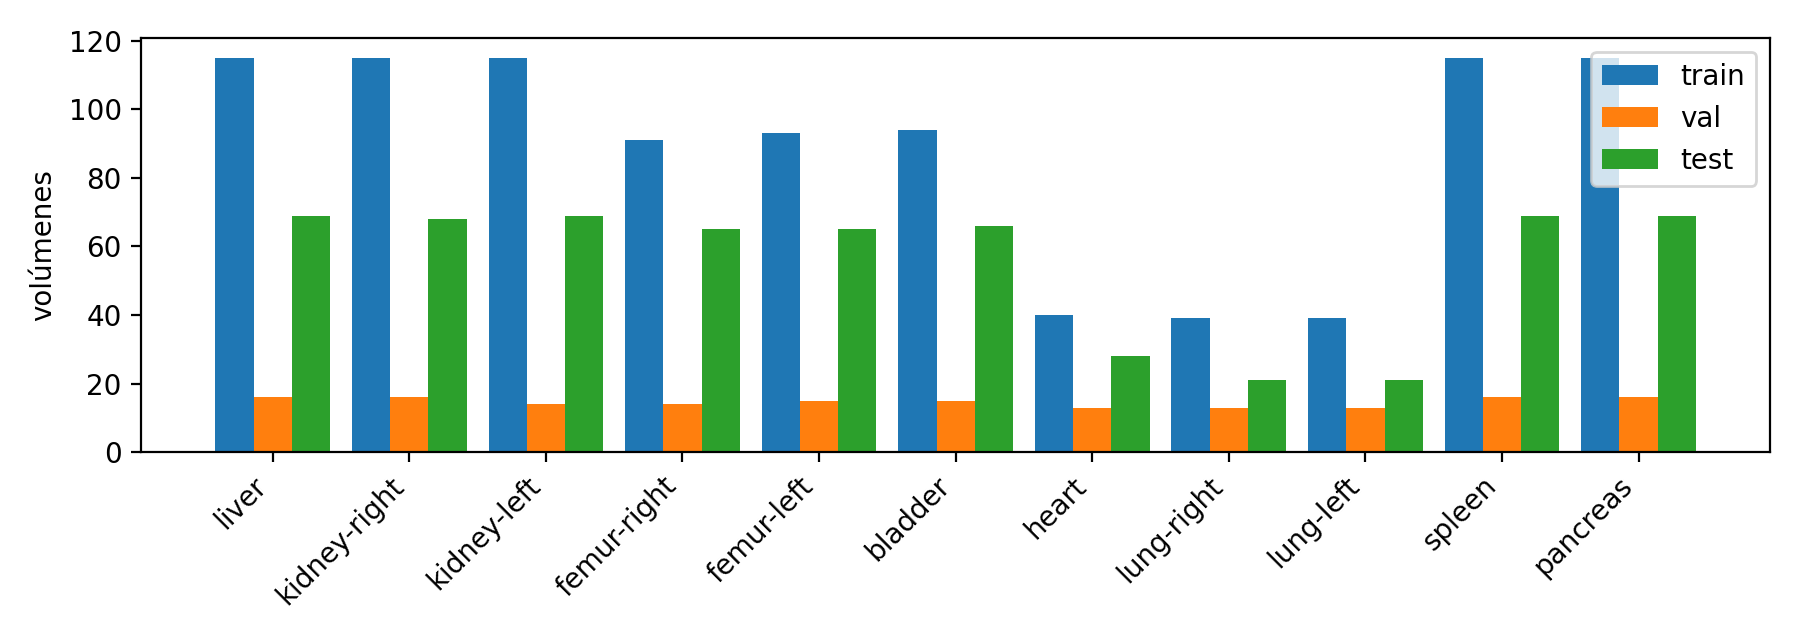 120
100
80
60
40
20
0
volúmenes
train
val
test
liver
kidney-right
kidney-left
femur-right
femur-left
bladder
heart
lung-right
lung-left
spleen
pancreas